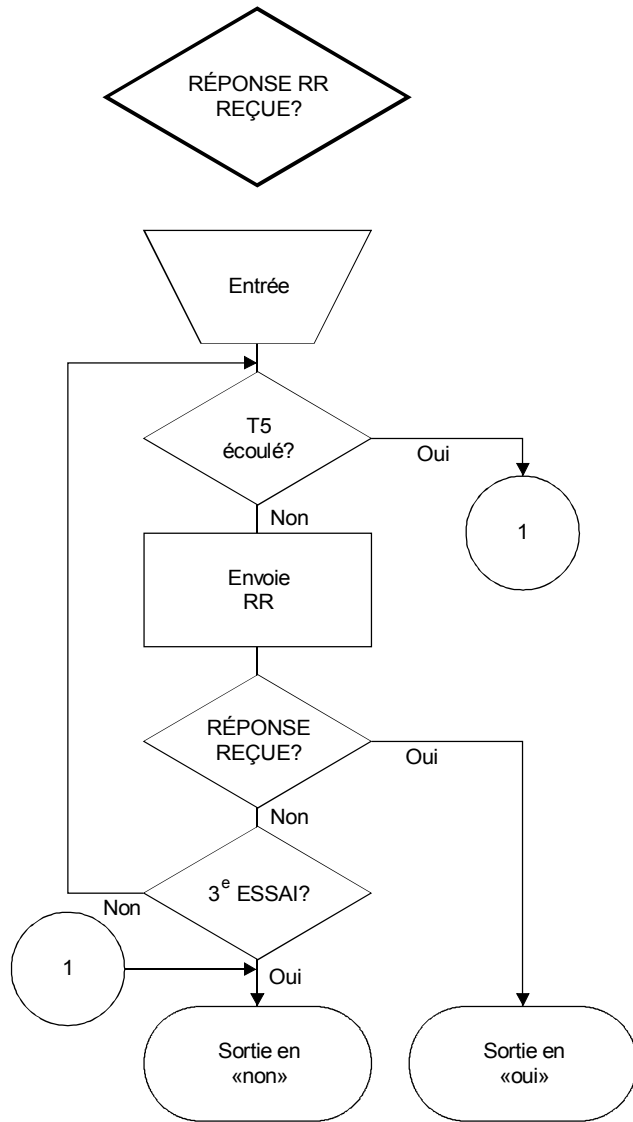 RÉPONSE RR
REÇUE?
Entrée
T5
écoulé?
Oui
Non
1
Envoie
RR
RÉPONSE
REÇUE?
Oui
Non
3e ESSAI?
Non
1
Oui
Sortie en
«non»
Sortie en
«oui»